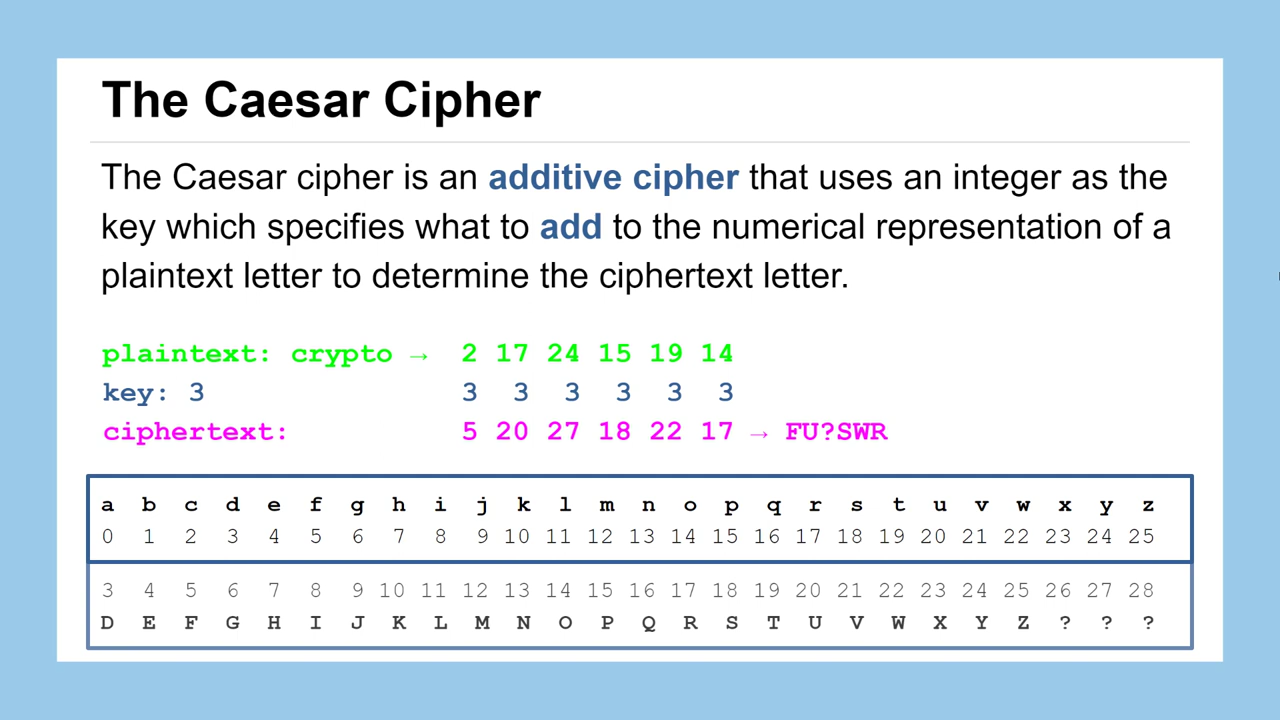 The Caesar Cipher
The Caesar cipher is an additive cipher that uses an integer as the
key which specifies what to add to the numerical representation of a
plaintext letter to determine the ciphertext letter.
plaintext: crypto → 2 17 24 15 19 14
key: 3 3 3 3 3 3 3
ciphertext: 5 20 27 18 22 17 → FU?SWR
a b c d e f g h i j k l m n o p q r s t u v w x y z
0 1 2 3 4 5 6 7 8 9 10 11 12 13 14 15 16 17 18 19 20 21 22 23 24 25
3 4 5 6 7 8 9 10 11 12 13 14 15 16 17 18 19 20 21 22 23 24 25 26 27 28
D E F G H I J K L M N O P Q R S T U V W X Y Z ? ? ?